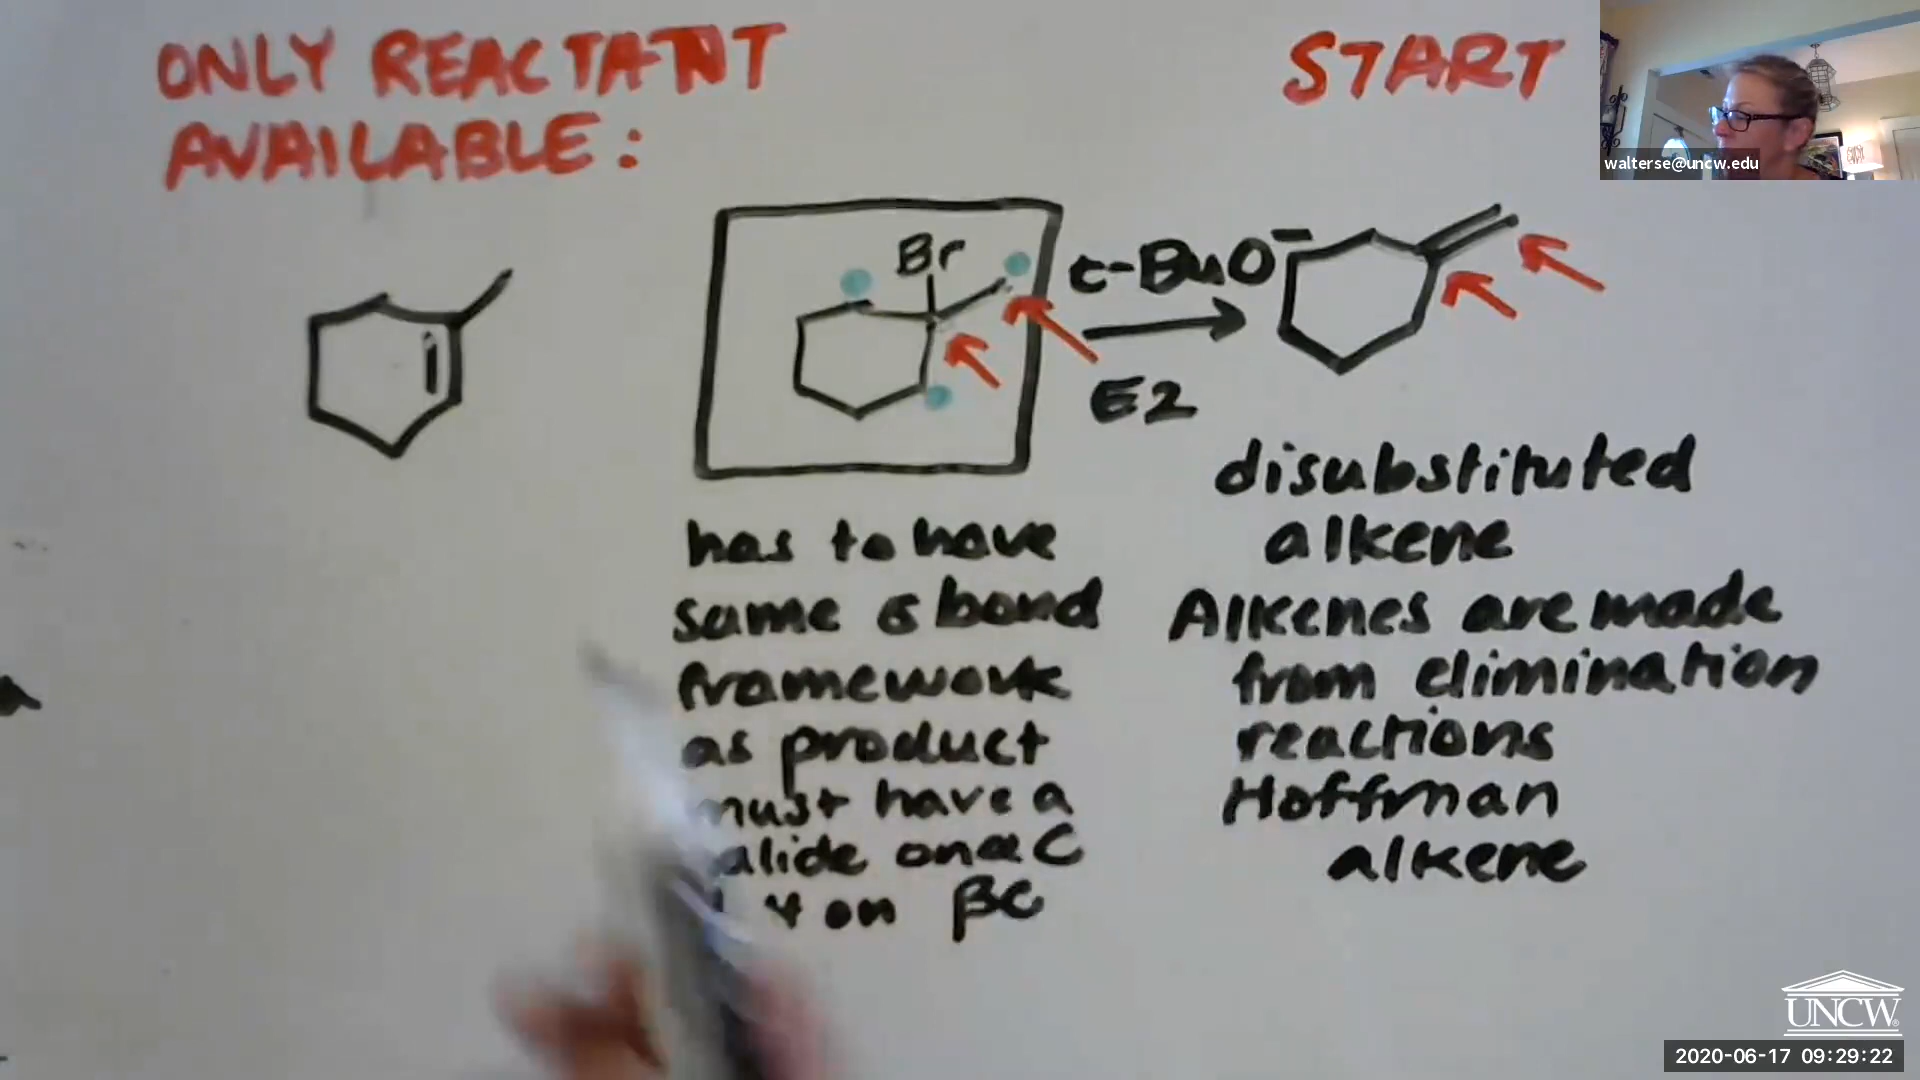 ONLY REACTANT
AVAILABLE:
START
walterse@uncw.edu
Br
t-BuO⁻
E2
has to have
same σ bond
framework
as product
must have a
alide on α C
on βC
disubstituted
alkene
Alkenes are made
from elimination
reactions
Hoffman
alkene
UNCW
2020-06-17 09:29:22